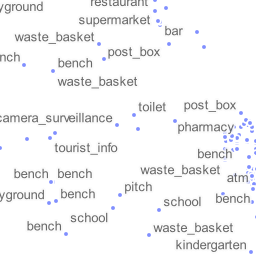 yground
restaurant
supermarket
bar
waste_basket
post_box
nch
bench
waste_basket
toilet
post_box
camera_surveillance
pharmacy
tourist_info
bench
waste_basket
bench
bench
atm
yground
bench
pitch
bench
school
school
bench
waste_basket
kindergarten